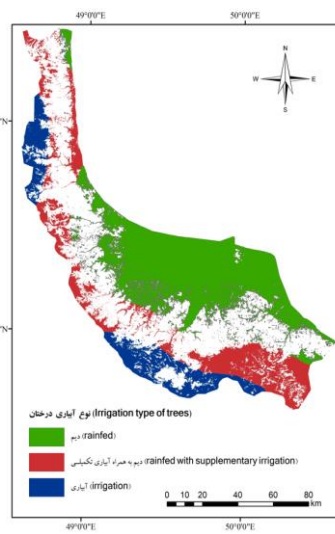 49°0'0"E 50°0'0"E
N
W E
S
°N
°N
نوع آبیاری درختان (Irrigation type of trees)
دیم (rainfed)
دیم به همراه آبیاری تکمیلی (rainfed with supplementary irrigation)
آبیاری (irrigation)
0 10 20 40 60 80
km
49°0'0"E 50°0'0"E